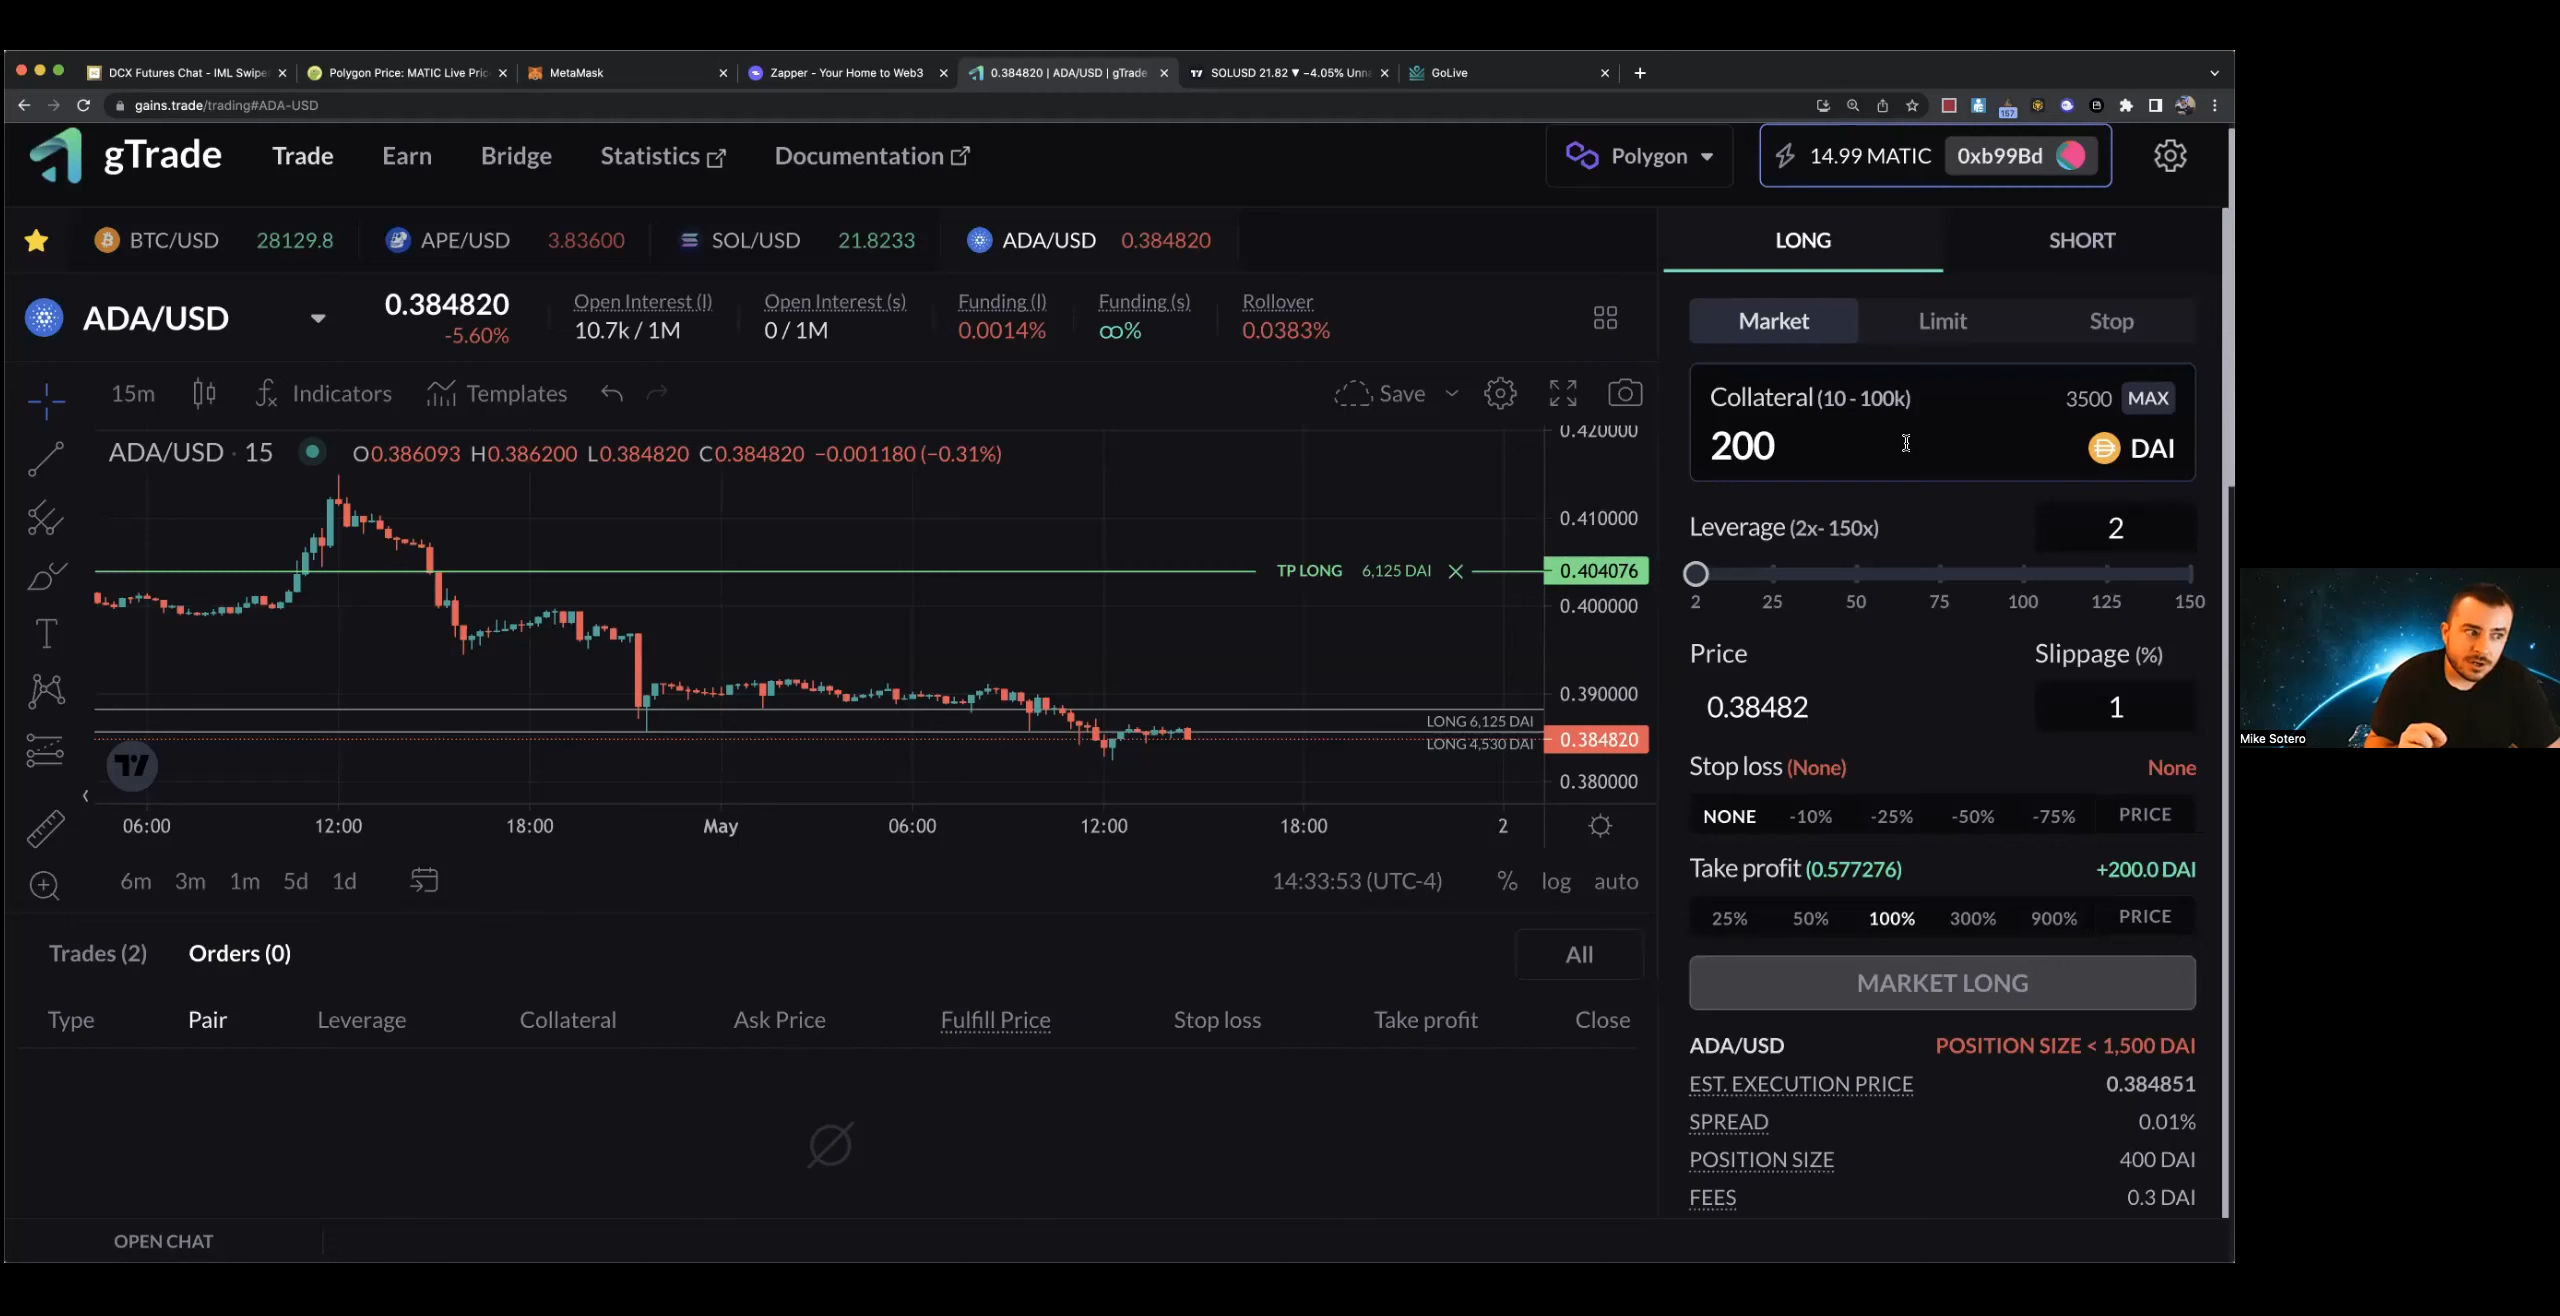 DCX Futures Chat - IML Swipe
Polygon Price: MATIC Live Pric
MetaMask
Zapper - Your Home to Web3
0.384820 | ADA/USD | gTrade
SOLUSD 21.82 ▼ −4.05% Unna
GoLive
gains.trade/trading#ADA-USD
157
gTrade Trade Earn Bridge Statistics Documentation
Polygon
14.99 MATIC 0xb99Bd
BTC/USD 28129.8 APE/USD 3.83600 SOL/USD 21.8233 ADA/USD 0.384820
LONG SHORT
ADA/USD
0.384820
-5.60%
Open Interest (l)
10.7k / 1M
Open Interest (s)
0 / 1M
Funding (l)
0.0014%
Funding (s)
∞%
Rollover
0.0383%
Market Limit Stop
15m Indicators Templates Save
Collateral (10 - 100k) 3500 MAX
200 DAI
ADA/USD · 15 O0.386093 H0.386200 L0.384820 C0.384820 −0.001180 (−0.31%)
0.420000
0.410000
TP LONG 6,125 DAI 0.404076
0.400000
0.390000
LONG 6,125 DAI
LONG 4,530 DAI
0.384820
0.380000
06:00 12:00 18:00 May 06:00 12:00 18:00 2
6m 3m 1m 5d 1d 14:33:53 (UTC-4) % log auto
Leverage (2x- 150x) 2
2 25 50 75 100 125 150
Price Slippage (%)
0.38482 1
Stop loss (None) None
NONE -10% -25% -50% -75% PRICE
Take profit (0.577276) +200.0 DAI
25% 50% 100% 300% 900% PRICE
MARKET LONG
ADA/USD POSITION SIZE < 1,500 DAI
EST. EXECUTION PRICE 0.384851
SPREAD 0.01%
POSITION SIZE 400 DAI
FEES 0.3 DAI
Trades (2) Orders (0) All
Type Pair Leverage Collateral Ask Price Fulfill Price Stop loss Take profit Close
OPEN CHAT
Mike Sotero